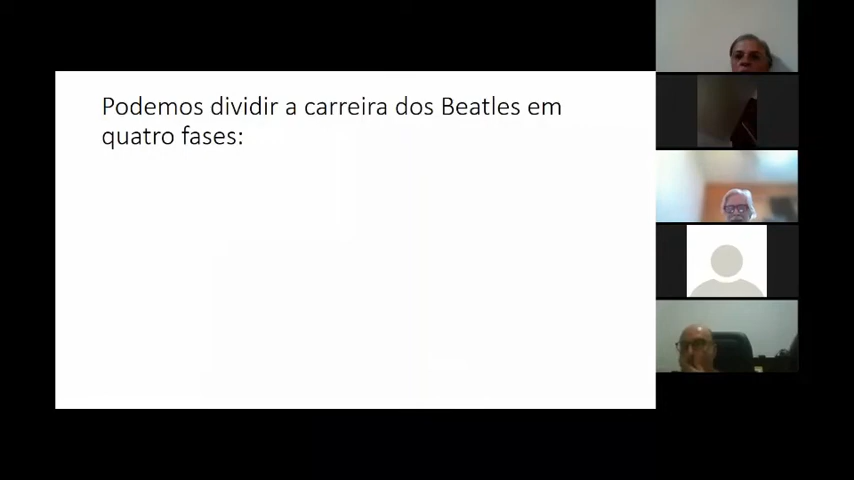 Podemos dividir a carreira dos Beatles em
quatro fases: